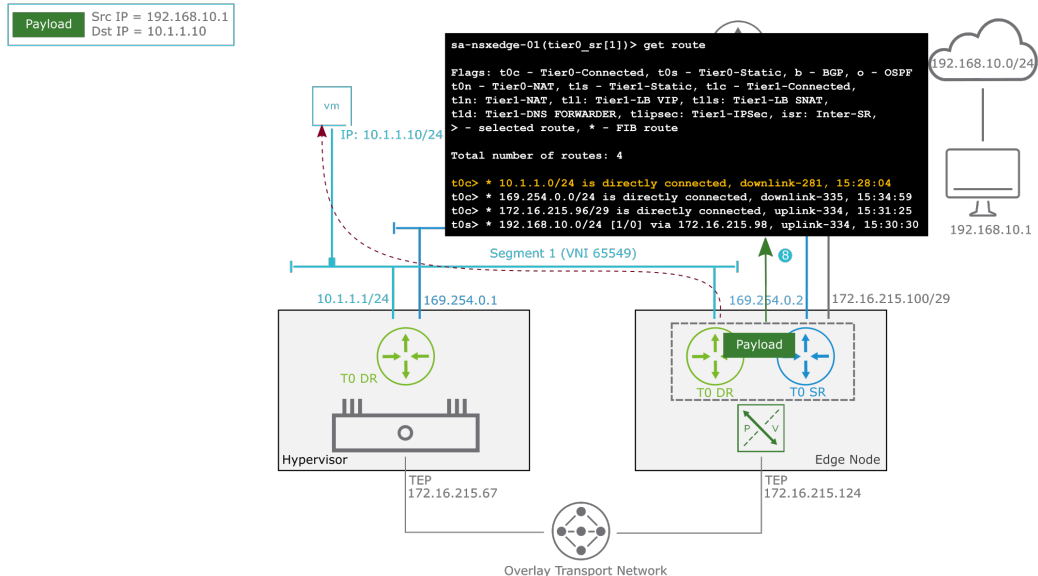 Payload
Src IP = 192.168.10.1
Dst IP = 10.1.1.10
sa-nsxedge-01(tier0_sr[1])> get route
Flags: t0c - Tier0-Connected, t0s - Tier0-Static, b - BGP, o - OSPF
t0n - Tier0-NAT, t1s - Tier1-Static, t1c - Tier1-Connected,
t1n: Tier1-NAT, t1l: Tier1-LB VIP, t1ls: Tier1-LB SNAT,
t1d: Tier1-DNS FORWARDER, t1ipsec: Tier1-IPSec, isr: Inter-SR,
> - selected route, * - FIB route
Total number of routes: 4
t0c> * 10.1.1.0/24 is directly connected, downlink-281, 15:28:04
t0c> * 169.254.0.0/24 is directly connected, downlink-335, 15:34:59
t0c> * 172.16.215.96/29 is directly connected, uplink-334, 15:31:25
t0s> * 192.168.10.0/24 [1/0] via 172.16.215.98, uplink-334, 15:30:30
192.168.10.0/24
vm
IP: 10.1.1.10/24
192.168.10.1
Segment 1 (VNI 65549)
8
10.1.1.1/24
169.254.0.1
169.254.0.2
172.16.215.100/29
Payload
T0 DR
T0 DR
T0 SR
P
V
Hypervisor
Edge Node
TEP
172.16.215.67
TEP
172.16.215.124
Overlay Transport Network